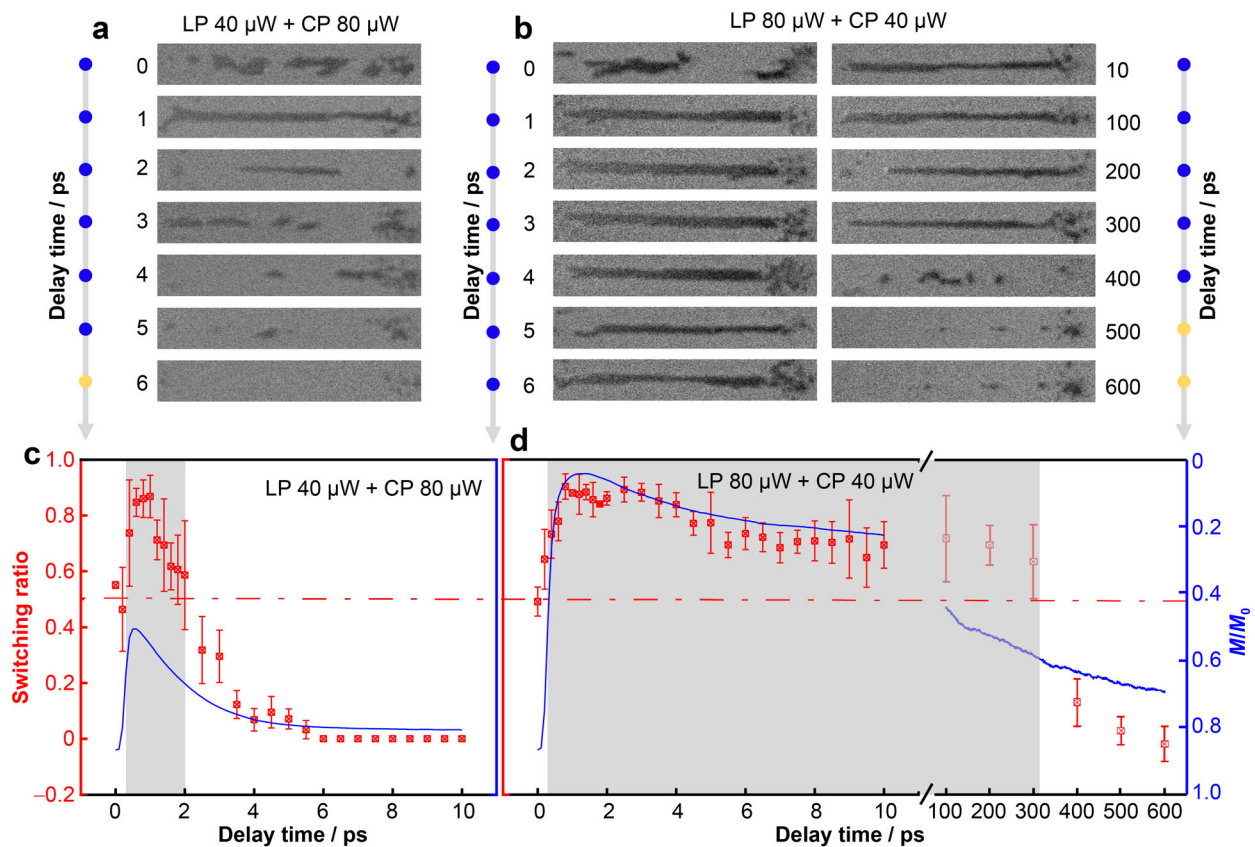 a
LP 40 μW + CP 80 μW
b
LP 80 μW + CP 40 μW
Delay time / ps
0
1
2
3
4
5
6
Delay time / ps
0
1
2
3
4
5
6
10
100
200
300
400
500
600
Delay time / ps
c
LP 40 μW + CP 80 μW
Switching ratio
1.0
0.8
0.6
0.4
0.2
0
–0.2
0 2 4 6 8 10
Delay time / ps
d
LP 80 μW + CP 40 μW
0
0.2
0.4
0.6
0.8
1.0
M/M0
0 2 4 6 8 10 100 200 300 400 500 600
Delay time / ps